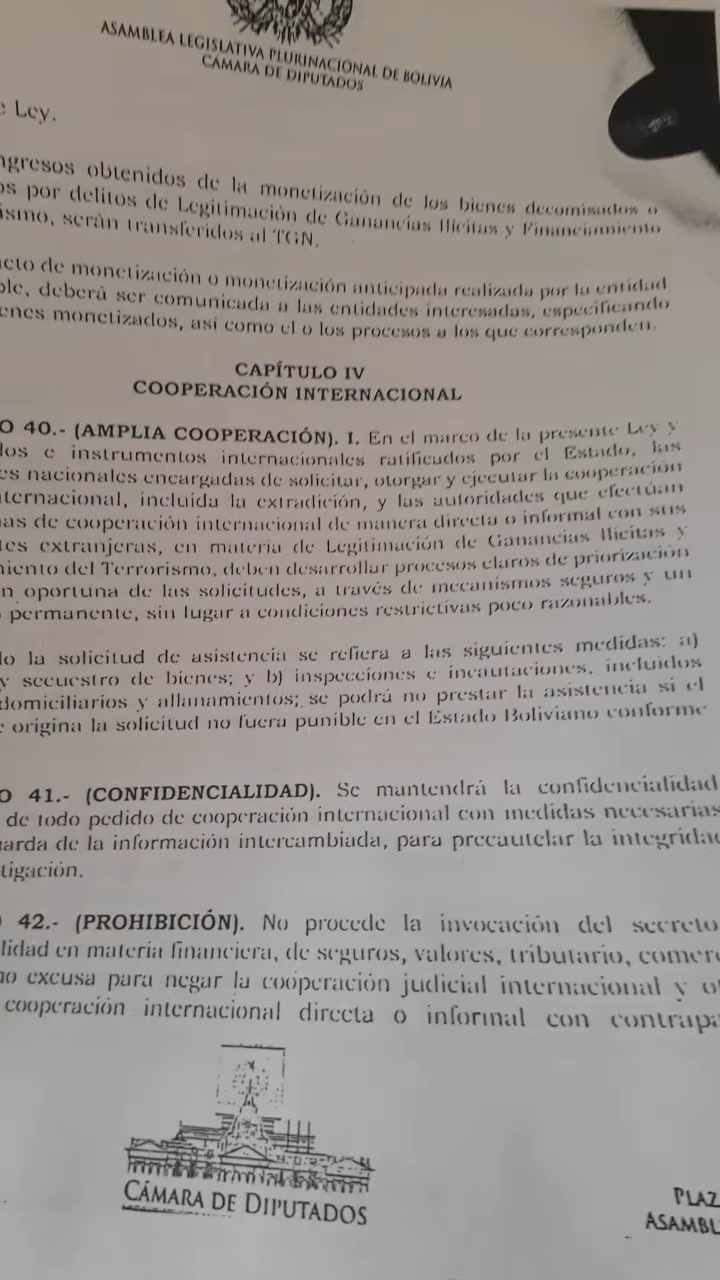 ASAMBLEA LEGISLATIVA PLURINACIONAL DE BOLIVIA
CÁMARA DE DIPUTADOS
e Ley.
ngresos obtenidos de la monetización de los bienes decomisados o
os por delitos de Legitimación de Ganancias Ilícitas y Financiamiento
ismo, serán transferidos al TGN.
acto de monetización o monetización anticipada realizada por la entidad
ble, deberá ser comunicada a las entidades interesadas, especificando
enes monetizados, así como el o los procesos a los que corresponden.
CAPÍTULO IV
COOPERACIÓN INTERNACIONAL
O 40.- (AMPLIA COOPERACIÓN). I. En el marco de la presente Ley y
los e instrumentos internacionales ratificados por el Estado, las
es nacionales encargadas de solicitar, otorgar y ejecutar la cooperación
ternacional, incluida la extradición, y las autoridades que efectúan
as de cooperación internacional de manera directa o informal con sus
tes extranjeras, en materia de Legitimación de Ganancias Ilícitas y
niento del Terrorismo, deben desarrollar procesos claros de priorización
n oportuna de las solicitudes, a través de mecanismos seguros y un
permanente, sin lugar a condiciones restrictivas poco razonables.
lo la solicitud de asistencia se refiera a las siguientes medidas: a)
y secuestro de bienes; y b) inspecciones e incautaciones, incluidos
domiciliarios y allanamientos; se podrá no prestar la asistencia si el
e origina la solicitud no fuera punible en el Estado Boliviano conforme
O 41.- (CONFIDENCIALIDAD). Se mantendrá la confidencialidad
de todo pedido de cooperación internacional con medidas necesarias
arda de la información intercambiada, para precautelar la integridad
tigación.
42.- (PROHIBICIÓN). No procede la invocación del secreto
lidad en materia financiera, de seguros, valores, tributario, comer
no excusa para negar la cooperación judicial internacional y ot
cooperación internacional directa o informal con contrapa
CÁMARA DE DIPUTADOS
PLAZ
ASAMBL